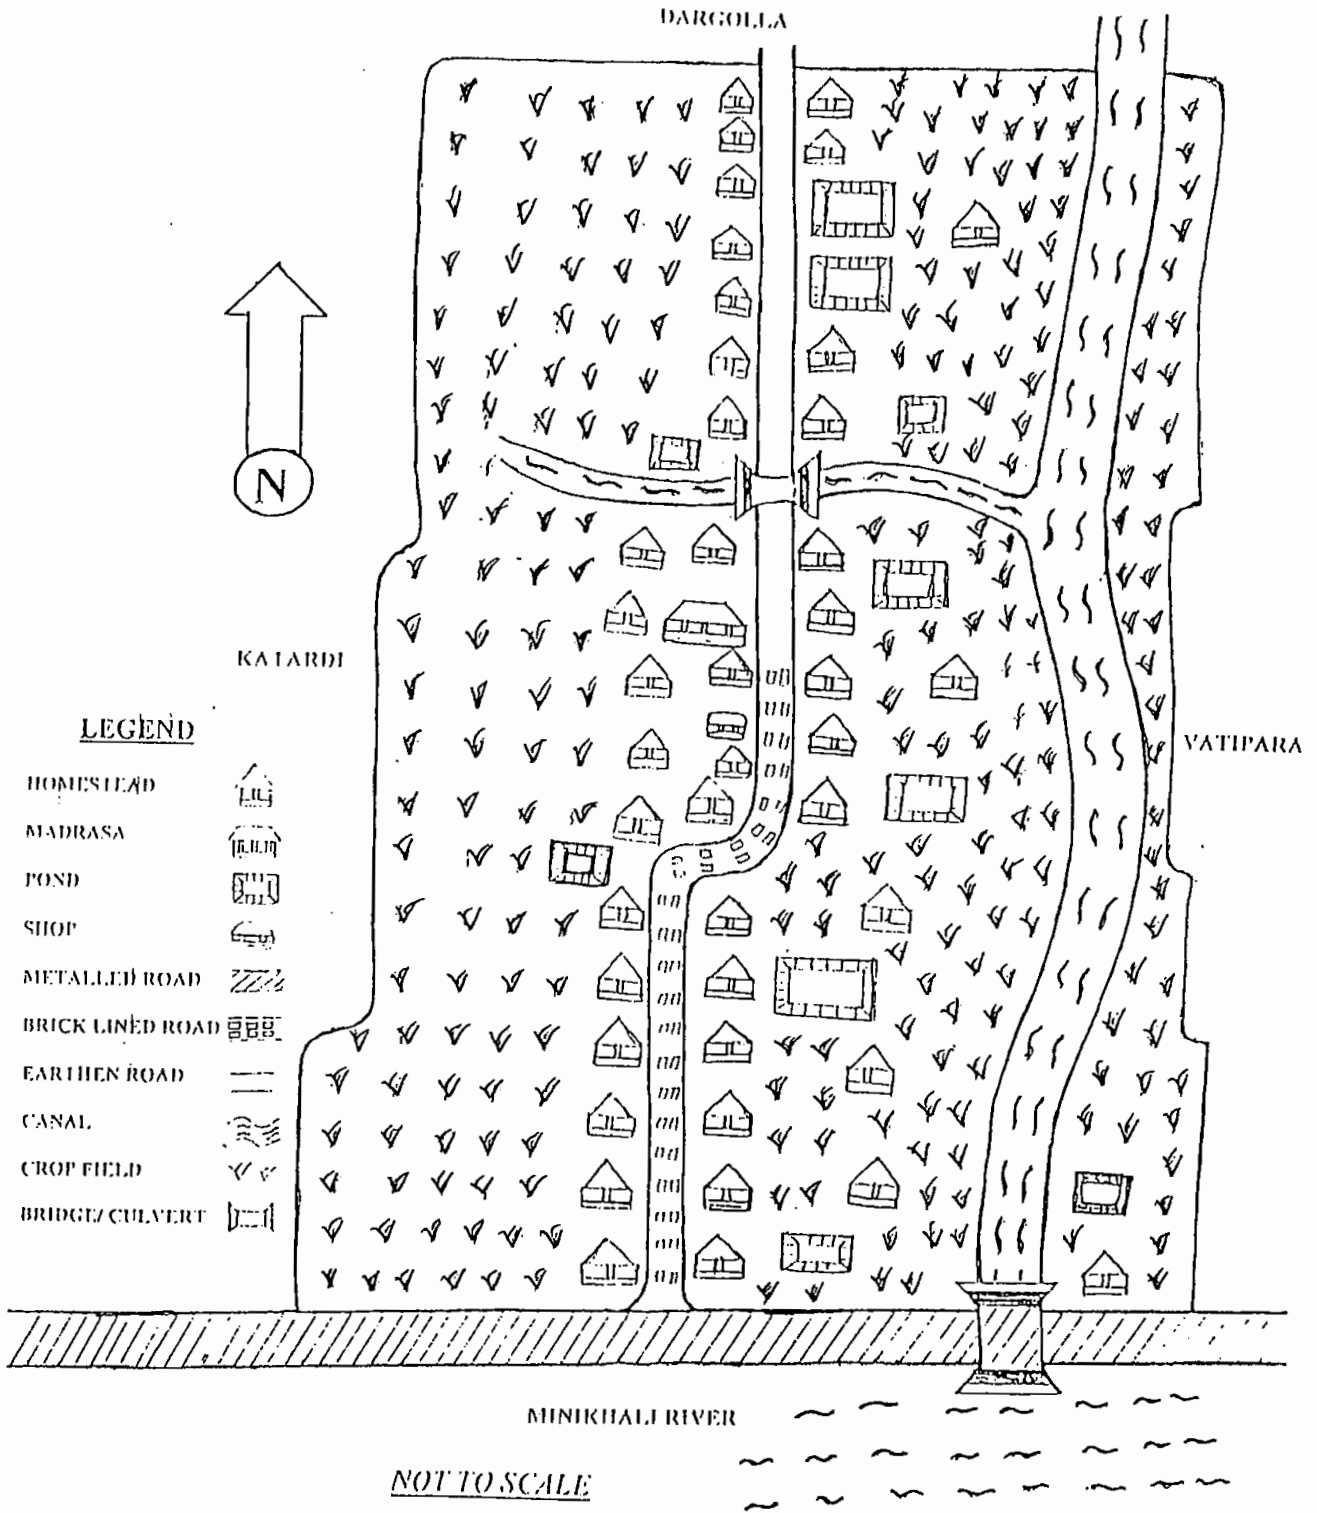 DARGOLLA
N
KATARDI
LEGEND
HOMESTEAD
MADRASA
POND
SHOP
METALLED ROAD
BRICK LINED ROAD
EARTHEN ROAD
CANAL
CROP FIELD
BRIDGE/CULVERT
VATIPARA
MINIKHALI RIVER
NOT TO SCALE